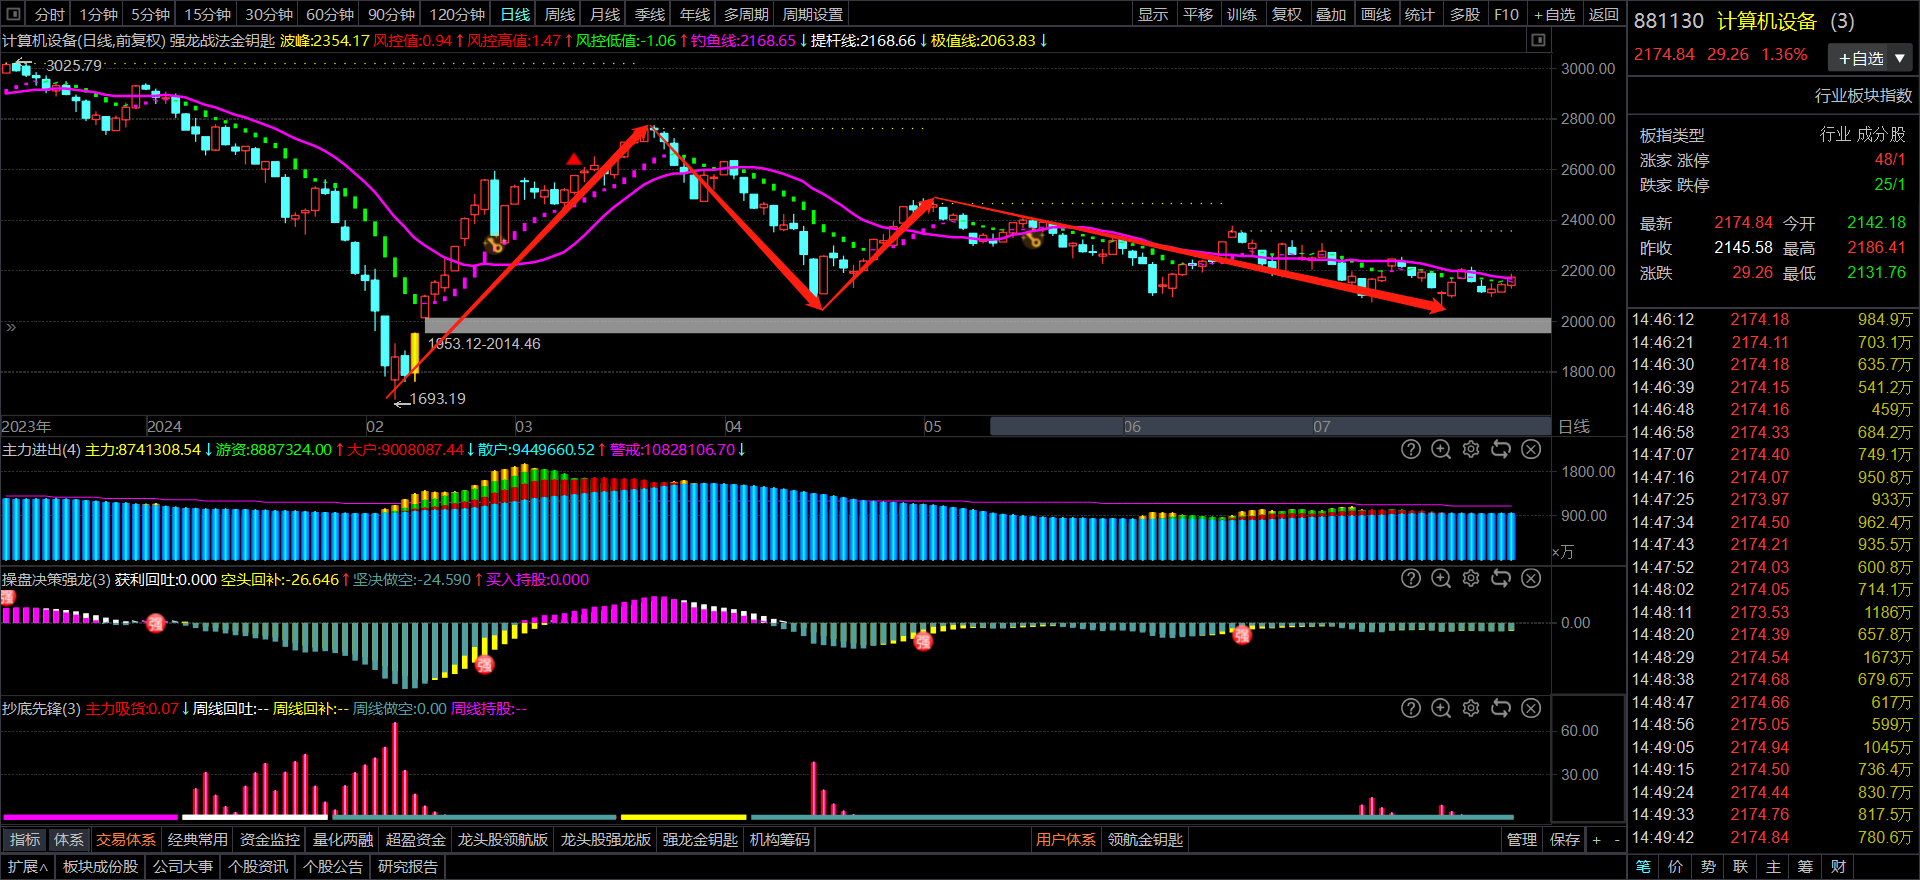 分时 1分钟 5分钟 15分钟 30分钟 60分钟 90分钟 120分钟 日线 周线 月线 季线 年线 多周期 周期设置 显示 平移 训练 复权 叠加 画线 统计 多股 F10 +自选 返回
计算机设备(日线,前复权) 强龙战法金钥匙 波峰:2354.17 风控值:0.94↑ 风控高值:1.47↑ 风控低值:-1.06↑ 钓鱼线:2168.65↓ 提杆线:2168.66↓ 极值线:2063.83↓
3025.79
3000.00
2800.00
2600.00
2400.00
2200.00
2000.00
1800.00
»
1953.12-2014.46
1693.19
2023年 2024 02 03 04 05 06 07 日线
主力进出(4) 主力:8741308.54↓ 游资:8887324.00↑ 大户:9008087.44↓ 散户:9449660.52↑ 警戒:10828106.70↓
1800.00
900.00
×万
操盘决策强龙(3) 获利回吐:0.000 空头回补:-26.646↑ 坚决做空:-24.590↑ 买入持股:0.000
强
强
强
强
强
0.00
抄底先锋(3) 主力吸货:0.07↓ 周线回吐:-- 周线回补:-- 周线做空:0.00 周线持股:--
60.00
30.00
指标 体系 交易体系 经典常用 资金监控 量化两融 超盈资金 龙头股领航版 龙头股强龙版 强龙金钥匙 机构筹码 用户体系 领航金钥匙 管理 保存 + -
扩展∧ 板块成份股 公司大事 个股资讯 个股公告 研究报告
881130 计算机设备 (3)
2174.84 29.26 1.36% +自选 ▼
行业板块指数
板指类型 行业 成分股
涨家 涨停 48/1
跌家 跌停 25/1
最新 2174.84 今开 2142.18
昨收 2145.58 最高 2186.41
涨跌 29.26 最低 2131.76
14:46:12 2174.18 984.9万
14:46:21 2174.11 703.1万
14:46:30 2174.18 635.7万
14:46:39 2174.15 541.2万
14:46:48 2174.16 459万
14:46:58 2174.33 684.2万
14:47:07 2174.40 749.1万
14:47:16 2174.07 950.8万
14:47:25 2173.97 933万
14:47:34 2174.50 962.4万
14:47:43 2174.21 935.5万
14:47:52 2174.03 600.8万
14:48:02 2174.05 714.1万
14:48:11 2173.53 1186万
14:48:20 2174.39 657.8万
14:48:29 2174.54 1673万
14:48:38 2174.68 679.6万
14:48:47 2174.66 617万
14:48:56 2175.05 599万
14:49:05 2174.94 1045万
14:49:15 2174.50 736.4万
14:49:24 2174.44 830.7万
14:49:33 2174.76 817.5万
14:49:42 2174.84 780.6万
笔 价 势 联 主 筹 财